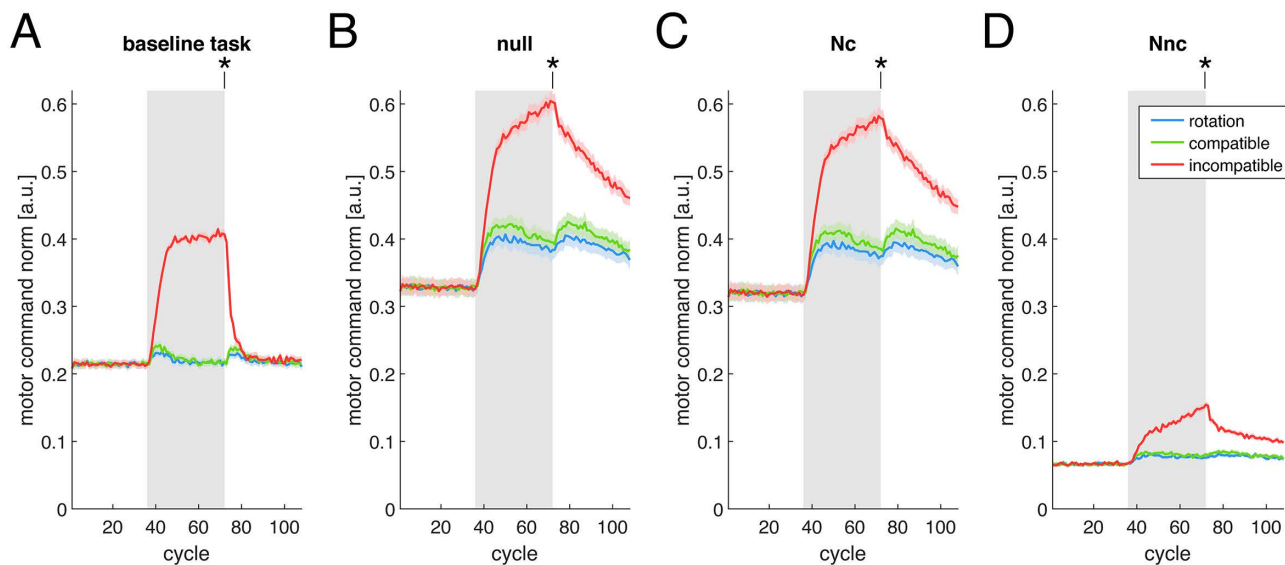 A
baseline task
*
motor command norm [a.u.]
0.6
0.5
0.4
0.3
0.2
0.1
0
20 40 60 80 100
cycle
B
null
*
motor command norm [a.u.]
0.6
0.5
0.4
0.3
0.2
0.1
0
20 40 60 80 100
cycle
C
Nc
*
motor command norm [a.u.]
0.6
0.5
0.4
0.3
0.2
0.1
0
20 40 60 80 100
cycle
D
Nnc
*
motor command norm [a.u.]
0.6
0.5
0.4
0.3
0.2
0.1
0
20 40 60 80 100
cycle
rotation
compatible
incompatible